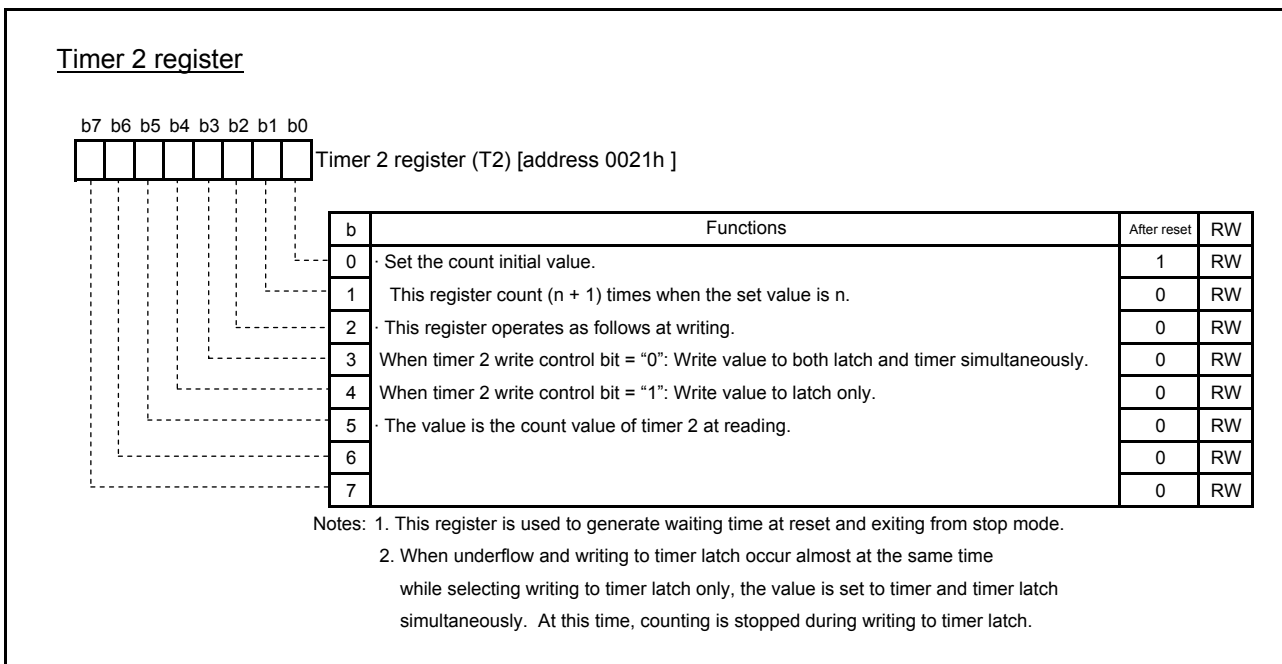 Timer 2 register
b7 b6 b5 b4 b3 b2 b1 b0
Timer 2 register (T2) [address 0021h ]
b Functions After reset RW
0 · Set the count initial value. 1 RW
1 This register count (n + 1) times when the set value is n. 0 RW
2 · This register operates as follows at writing. 0 RW
3 When timer 2 write control bit = “0”: Write value to both latch and timer simultaneously. 0 RW
4 When timer 2 write control bit = “1”: Write value to latch only. 0 RW
5 · The value is the count value of timer 2 at reading. 0 RW
6 0 RW
7 0 RW
Notes: 1. This register is used to generate waiting time at reset and exiting from stop mode.
2. When underflow and writing to timer latch occur almost at the same time
while selecting writing to timer latch only, the value is set to timer and timer latch
simultaneously. At this time, counting is stopped during writing to timer latch.